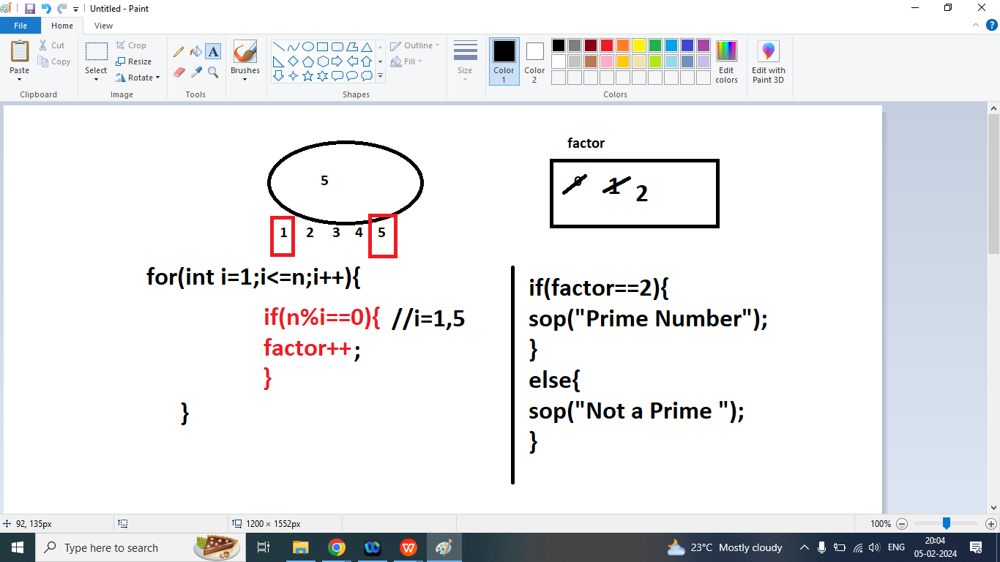 Untitled - Paint
File Home View
Paste
Cut
Copy
Clipboard
Select
Crop
Resize
Rotate
Image
A
Tools
Brushes
Shapes
Outline
Fill
Size
Color 1
Color 2
Colors
Edit colors
Edit with Paint 3D
factor
5
0 1 2
1 2 3 4 5
for(int i=1;i<=n;i++){
if(n%i==0){ //i=1,5
factor++;
}
}
if(factor==2){
sop("Prime Number");
}
else{
sop("Not a Prime ");
}
92, 135px
1200 × 1552px
100%
Type here to search
23°C Mostly cloudy
ENG
20:04
05-02-2024